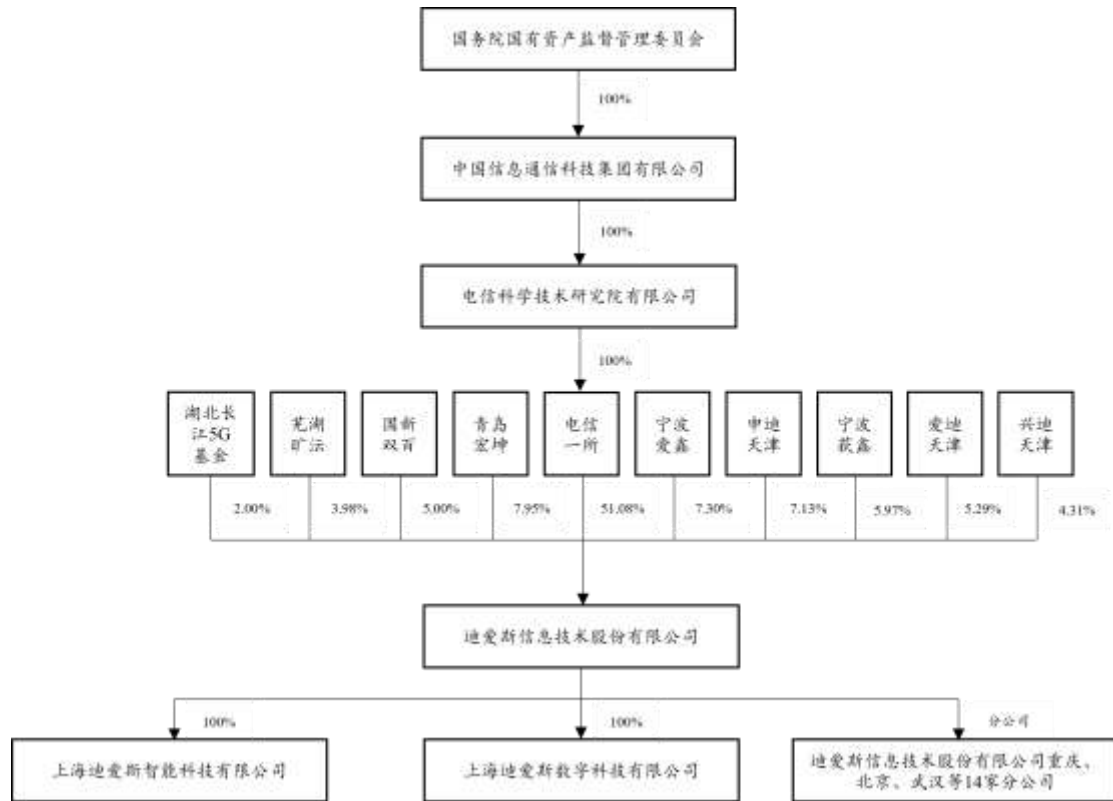 国务院国有资产监督管理委员会
100%
中国信息通信科技集团有限公司
100%
电信科学技术研究院有限公司
100%
湖北长
江5G
基金
芜湖
旷沄
国新
双百
青岛
宏坤
电信
一所
宁波
爱鑫
申迪
天津
宁波
荻鑫
爱迪
天津
兴迪
天津
2.00%
3.98%
5.00%
7.95%
51.08%
7.30%
7.13%
5.97%
5.29%
4.31%
迪爱斯信息技术股份有限公司
100%
100%
分公司
上海迪爱斯智能科技有限公司
上海迪爱斯数字科技有限公司
迪爱斯信息技术股份有限公司重庆、
北京、武汉等14家分公司